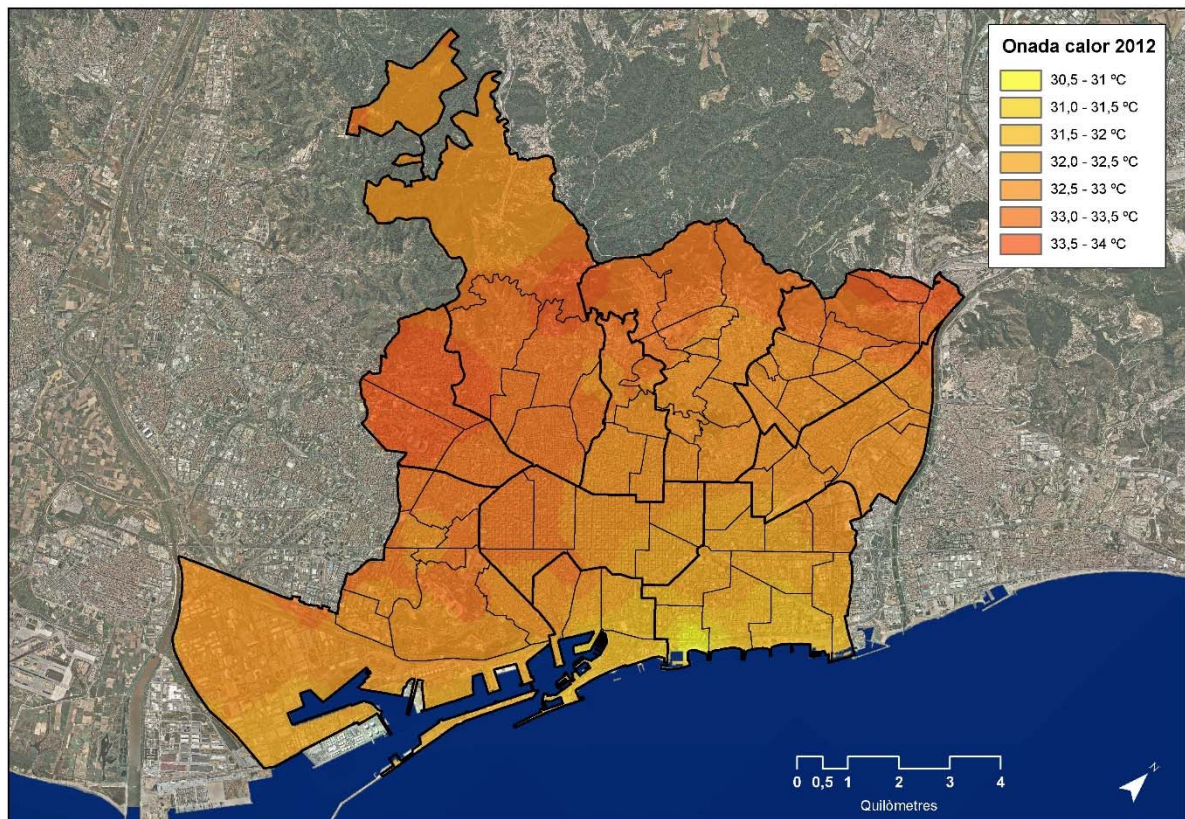 Onada calor 2012
30,5 - 31 ºC
31,0 - 31,5 ºC
31,5 - 32 ºC
32,0 - 32,5 ºC
32,5 - 33 ºC
33,0 - 33,5 ºC
33,5 - 34 ºC
0 0,5 1 2 3 4
Quilòmetres
N